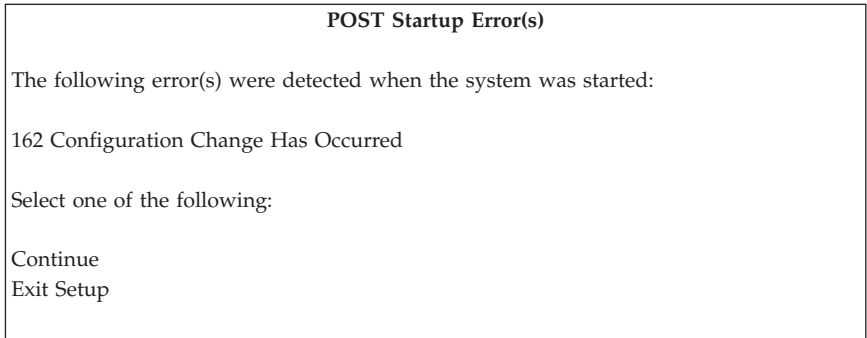 POST Startup Error(s)
The following error(s) were detected when the system was started:
162 Configuration Change Has Occurred
Select one of the following:
Continue
Exit Setup